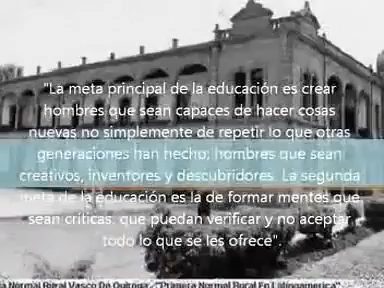 "La meta principal de la educación es crear
hombres que sean capaces de hacer cosas
nuevas no simplemente de repetir lo que otras
generaciones han hecho; hombres que sean
creativos, inventores y descubridores. La segunda
meta de la educación es la de formar mentes que
sean críticas. que puedan verificar y no aceptar
todo lo que se les ofrece".
a Normal Rural Vasco De Quiroga, "Primera Normal Rural En Latinoamerica"